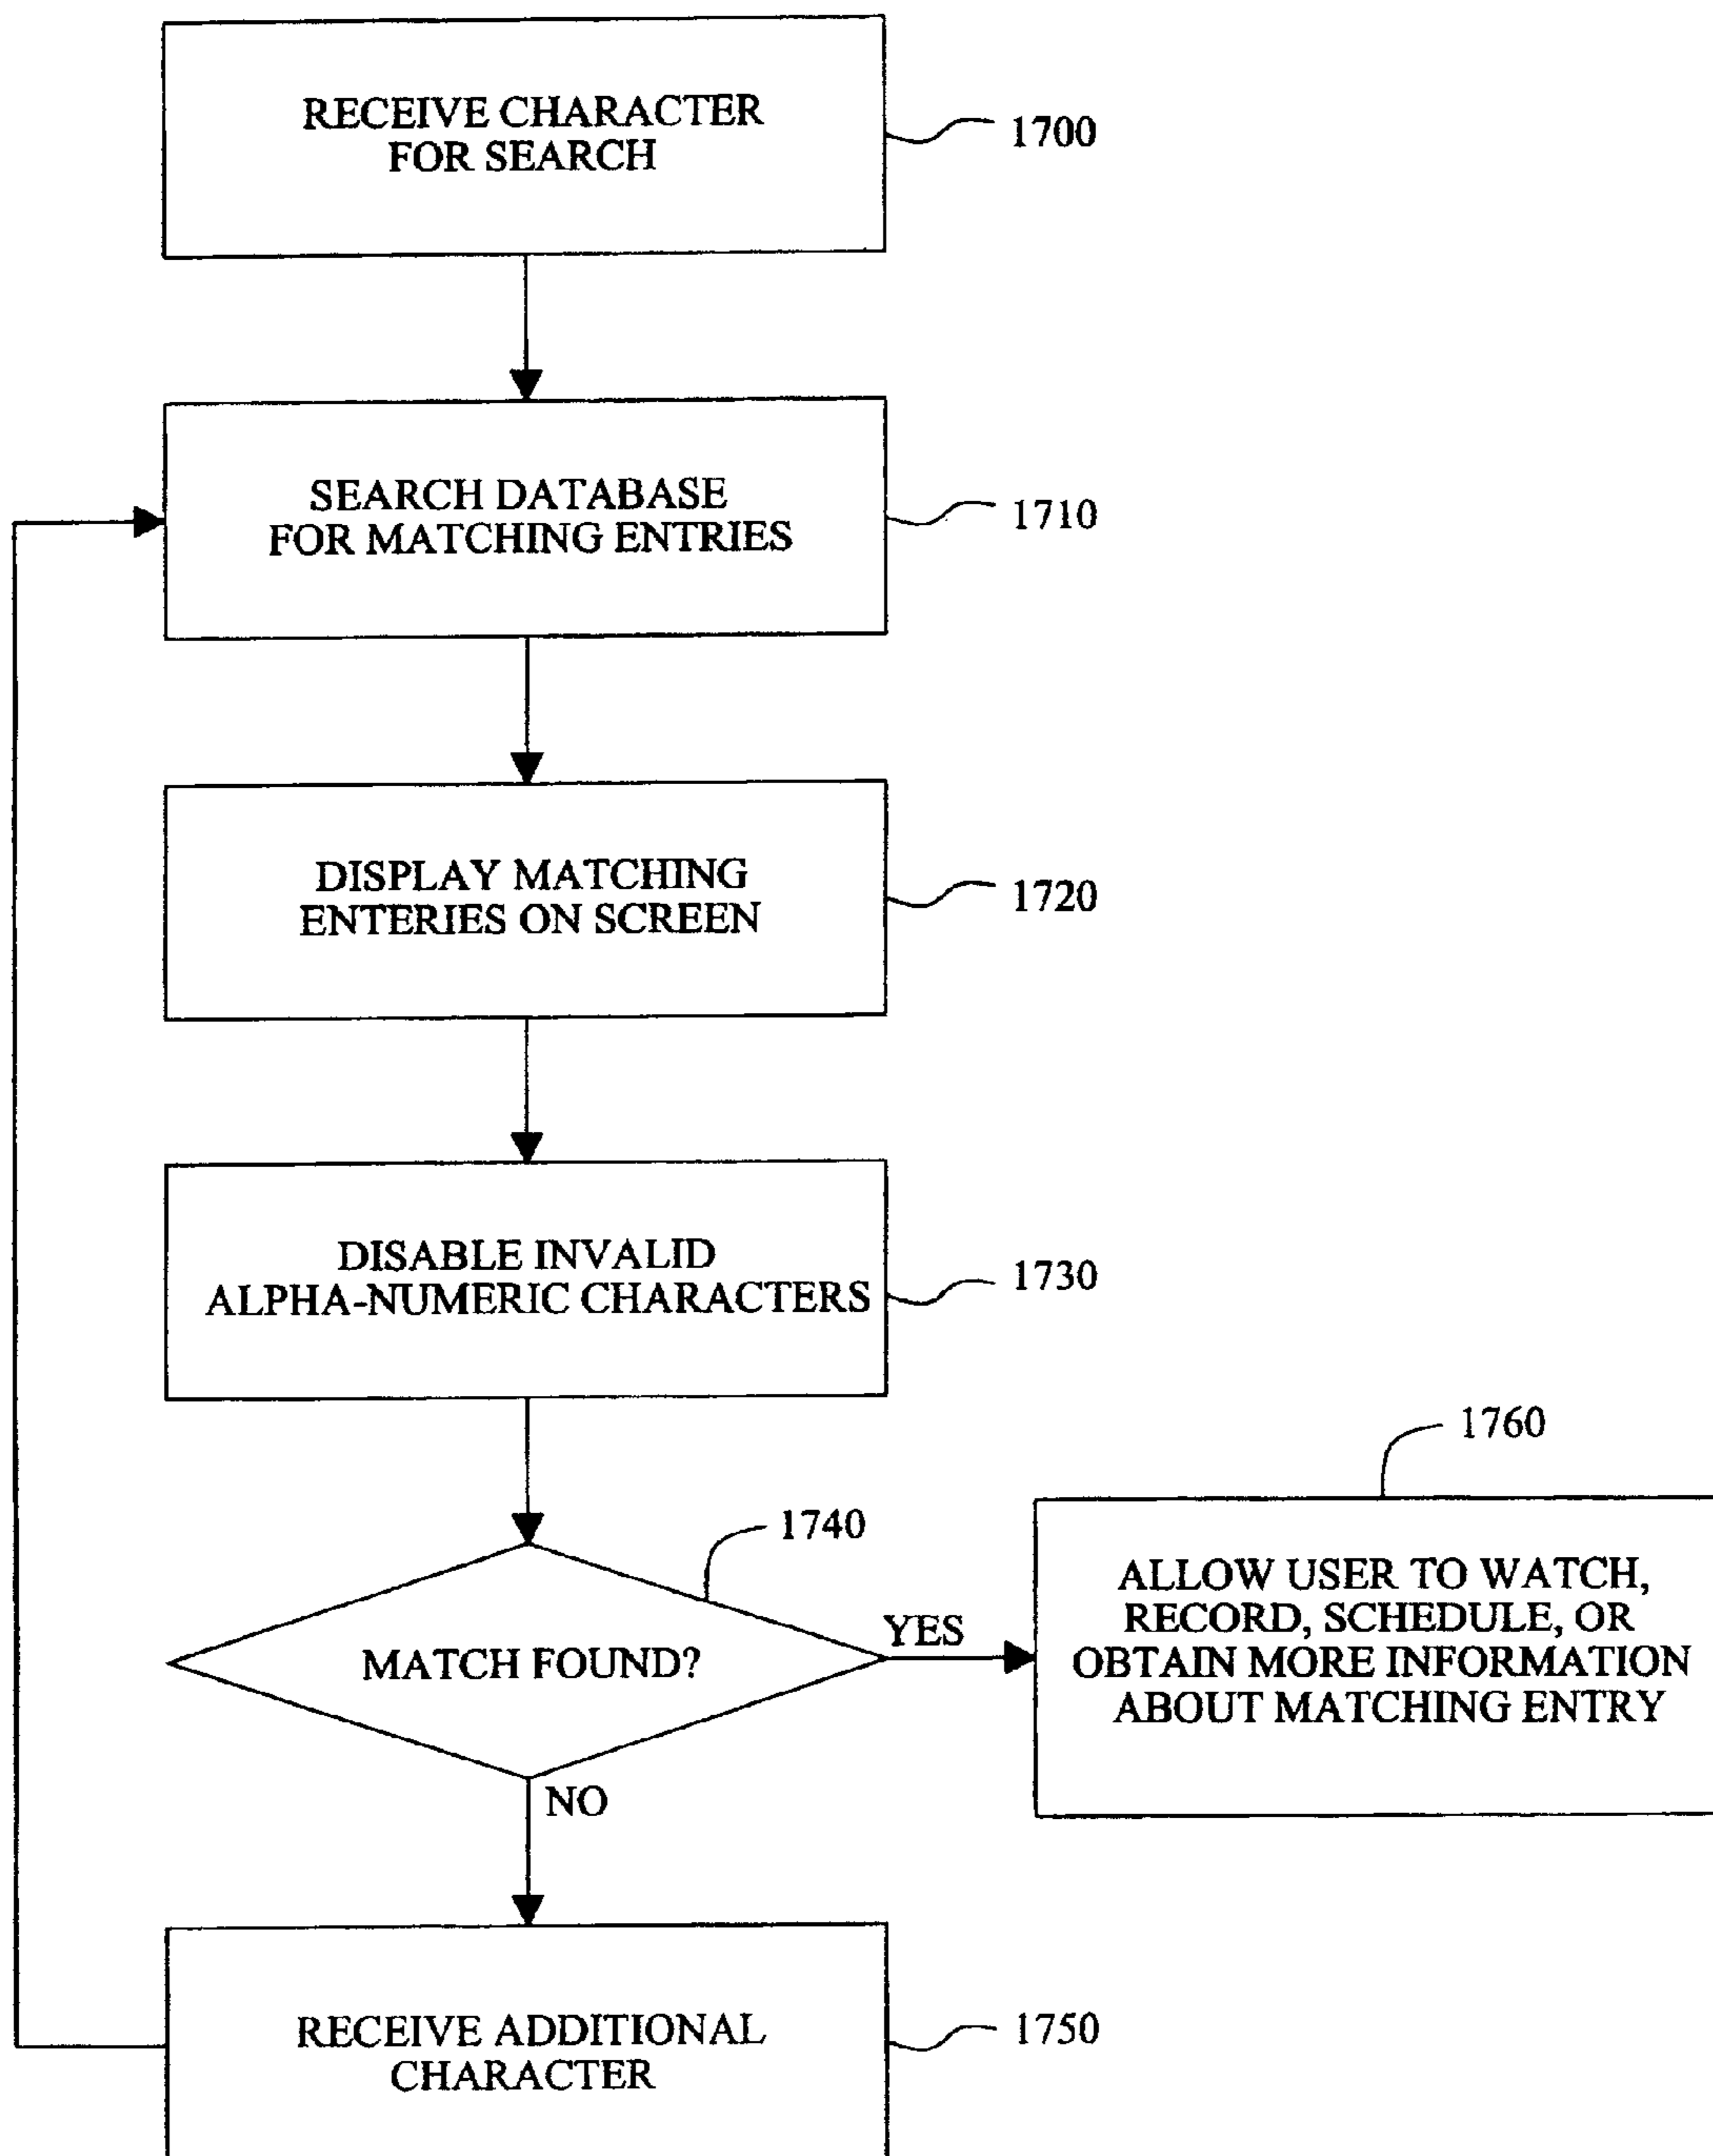 RECEIVE CHARACTER
FOR SEARCH
1700
SEARCH DATABASE
FOR MATCHING ENTRIES
1710
DISPLAY MATCHING
ENTERIES ON SCREEN
1720
DISABLE INVALID
ALPHA-NUMERIC CHARACTERS
1730
1740
MATCH FOUND?
YES
NO
1760
ALLOW USER TO WATCH,
RECORD, SCHEDULE, OR
OBTAIN MORE INFORMATION
ABOUT MATCHING ENTRY
RECEIVE ADDITIONAL
CHARACTER
1750